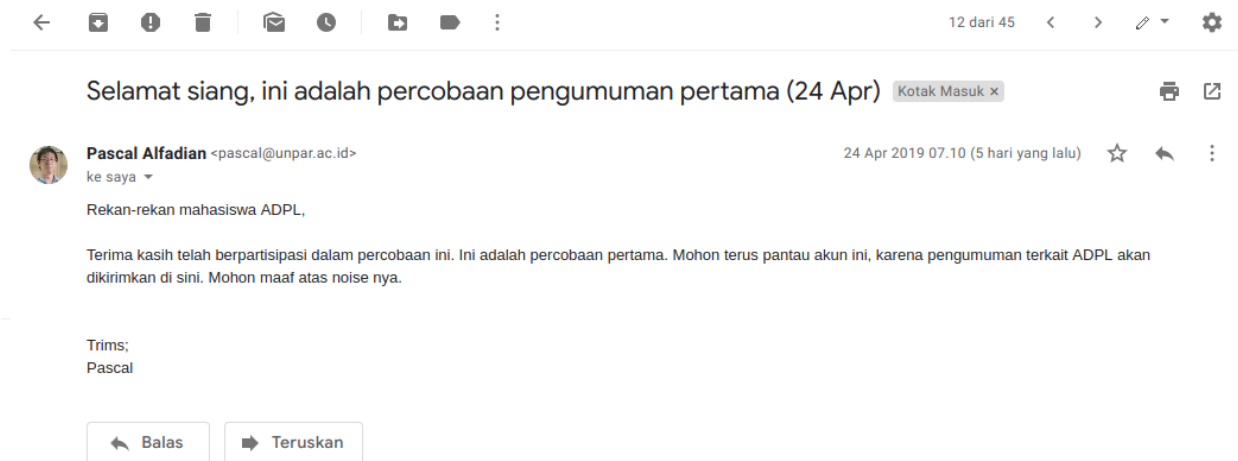 12 dari 45
Selamat siang, ini adalah percobaan pengumuman pertama (24 Apr) Kotak Masuk ×
Pascal Alfadian <pascal@unpar.ac.id> 24 Apr 2019 07.10 (5 hari yang lalu)
ke saya
Rekan-rekan mahasiswa ADPL,
Terima kasih telah berpartisipasi dalam percobaan ini. Ini adalah percobaan pertama. Mohon terus pantau akun ini, karena pengumuman terkait ADPL akan
dikirimkan di sini. Mohon maaf atas noise nya.
Trims;
Pascal
Balas Teruskan